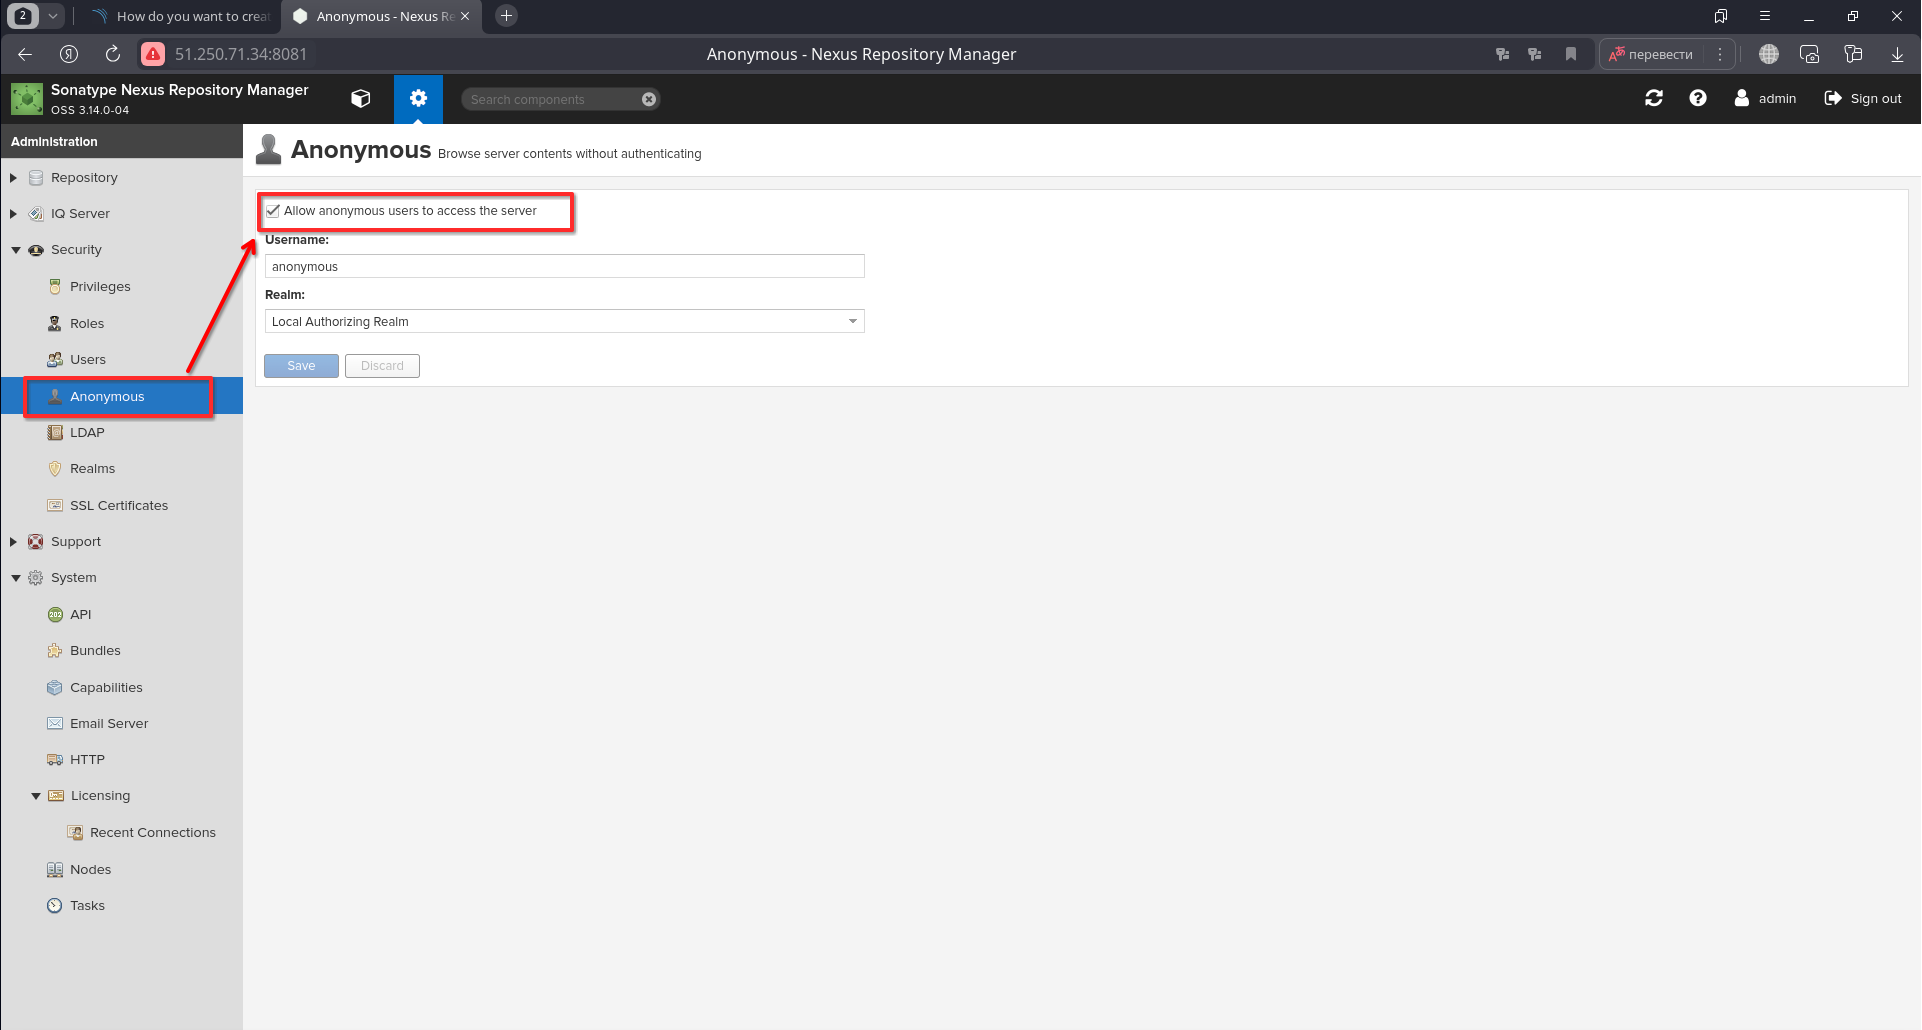 2
How do you want to crea
Anonymous - Nexus Re
51.250.71.34:8081
Anonymous - Nexus Repository Manager
перевести
Sonatype Nexus Repository Manager
OSS 3.14.0-04
Search components
admin
Sign out
Administration
Repository
IQ Server
Security
Privileges
Roles
Users
Anonymous
LDAP
Realms
SSL Certificates
Support
System
API
Bundles
Capabilities
Email Server
HTTP
Licensing
Recent Connections
Nodes
Tasks
Anonymous Browse server contents without authenticating
Allow anonymous users to access the server
Username:
anonymous
Realm:
Local Authorizing Realm
Save Discard